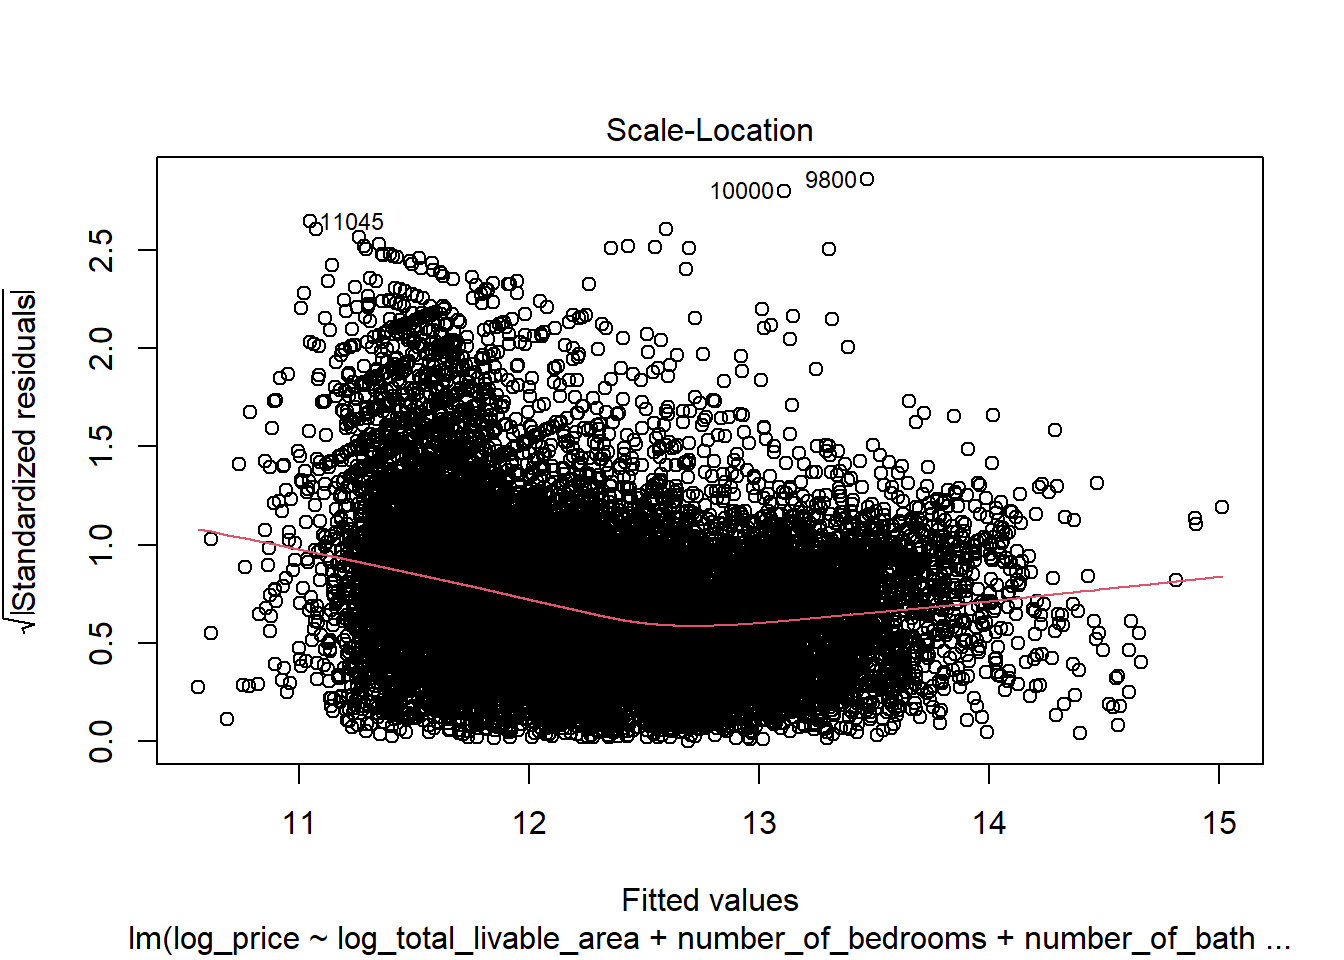 Scale-Location
10000
9800
11045
√|Standardized residuals|
0.0 0.5 1.0 1.5 2.0 2.5
11 12 13 14 15
Fitted values
lm(log_price ~ log_total_livable_area + number_of_bedrooms + number_of_bath ...